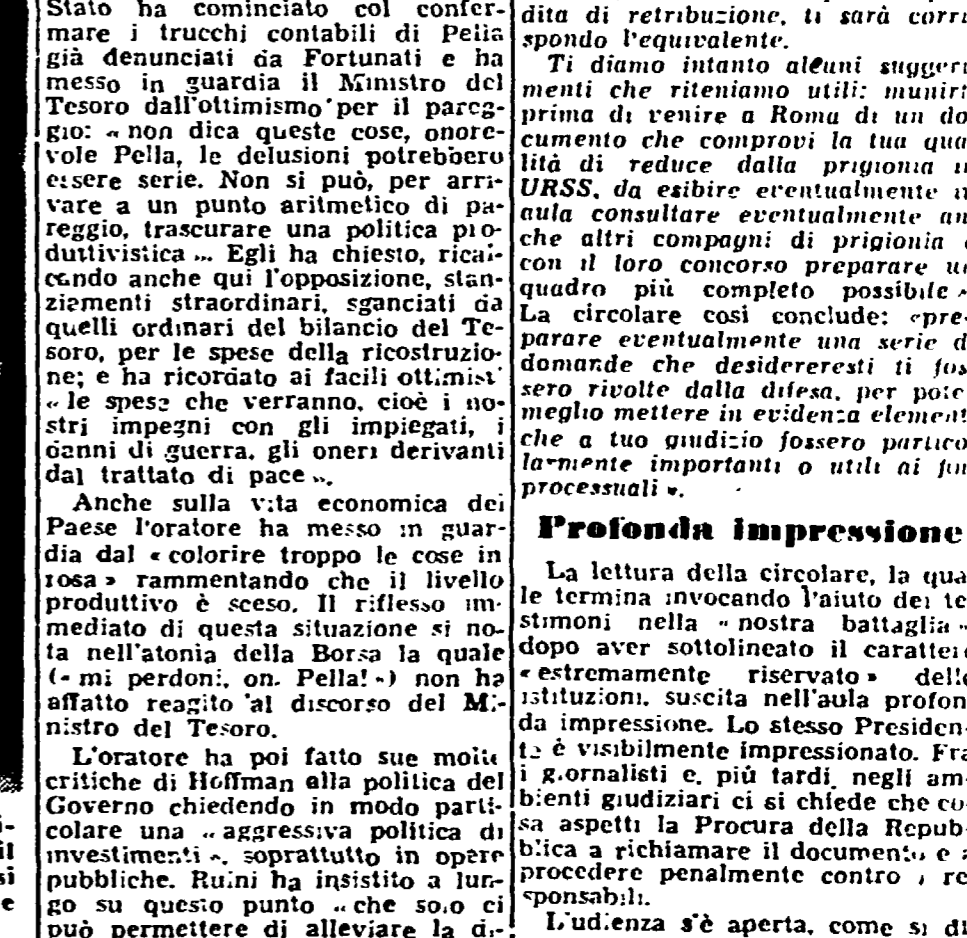 Stato ha cominciato col confer-
mare i trucchi contabili di Pella
già denunciati da Fortunati e ha
messo in guardia il Ministro del
Tesoro dall'ottimismo per il pareg-
gio: « non dica queste cose, onore-
vole Pella, le delusioni potrebbero
essere serie. Non si può, per arri-
vare a un punto aritmetico di pa-
reggio, trascurare una politica pro-
duttivistica ». Egli ha chiesto, rical-
cando anche qui l'opposizione, stan-
ziamenti straordinari, sganciati da
quelli ordinari del bilancio del Te-
soro, per le spese della ricostruzio-
ne; e ha ricordato ai facili ottimist'
« le spese che verranno, cioè i no-
stri impegni con gli impiegati, i
danni di guerra, gli oneri derivanti
dal trattato di pace ».
Anche sulla vita economica del
Paese l'oratore ha messo in guar-
dia dal « colorire troppo le cose in
rosa » rammentando che il livello
produttivo è sceso. Il riflesso im-
mediato di questa situazione si no-
ta nell'atonia della Borsa la quale
(« mi perdoni, on. Pella! ») non ha
affatto reagito al discorso del Mi-
nistro del Tesoro.
L'oratore ha poi fatto sue molte
critiche di Hoffman alla politica del
Governo chiedendo in modo parti-
colare una « aggressiva politica di
investimenti », soprattutto in opere
pubbliche. Ruini ha insistito a lun-
go su questo punto « che solo ci
può permettere di alleviare la di-
dita di retribuzione, ti sarà corri
spondo l'equivalente.
Ti diamo intanto alcuni suggeri
menti che riteniamo utili: munirt
prima di venire a Roma di un do
cumento che comprovi la tua qua
lità di reduce dalla prigionia i
URSS, da esibire eventualmente i
aula consultare eventualmente an
che altri compagni di prigionia e
con il loro concorso preparare u
quadro più completo possibile »
La circolare così conclude: «pre-
parare eventualmente una serie d
domande che desidereresti ti fos
sero rivolte dalla difesa, per pote
meglio mettere in evidenza element
che a tuo giudizio fossero partico
larmente importanti o utili ai fin
processuali ».
Profonda impressione
La lettura della circolare, la qua
le termina invocando l'aiuto dei te
stimoni nella « nostra battaglia »
dopo aver sottolineato il carattere
« estremamente riservato » delle
istituzioni, suscita nell'aula profon
da impressione. Lo stesso Presiden-
te è visibilmente impressionato. Fra
i giornalisti e, più tardi, negli am-
bienti giudiziari ci si chiede che co-
sa aspetti la Procura della Repub-
blica a richiamare il documento e a
procedere penalmente contro i re
sponsabili.
L'udienza s'è aperta, come si di